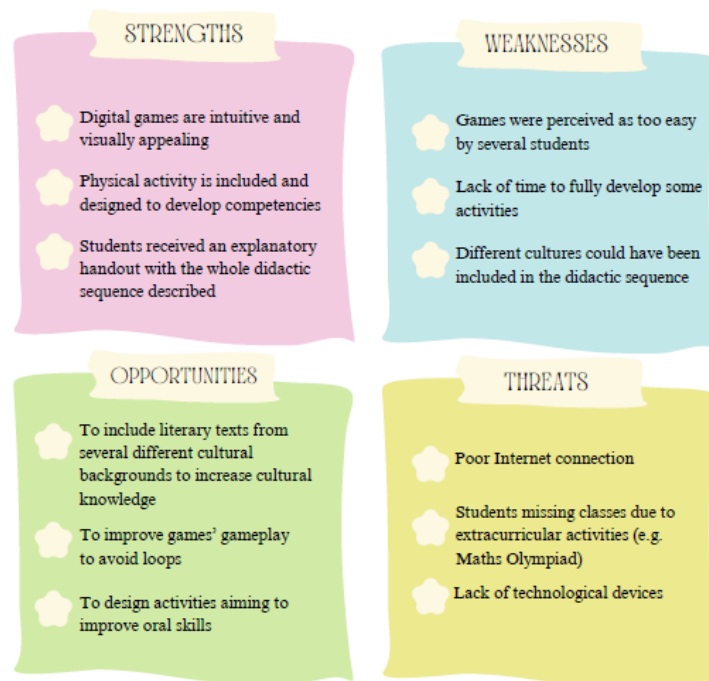 STRENGTHS
Digital games are intuitive and
visually appealing
Physical activity is included and
designed to develop competencies
Students received an explanatory
handout with the whole didactic
sequence described
WEAKNESSES
Games were perceived as too easy
by several students
Lack of time to fully develop some
activities
Different cultures could have been
included in the didactic sequence
OPPORTUNITIES
To include literary texts from
several different cultural
backgrounds to increase cultural
knowledge
To improve games’ gameplay
to avoid loops
To design activities aiming to
improve oral skills
THREATS
Poor Internet connection
Students missing classes due to
extracurricular activities (e.g.
Maths Olympiad)
Lack of technological devices